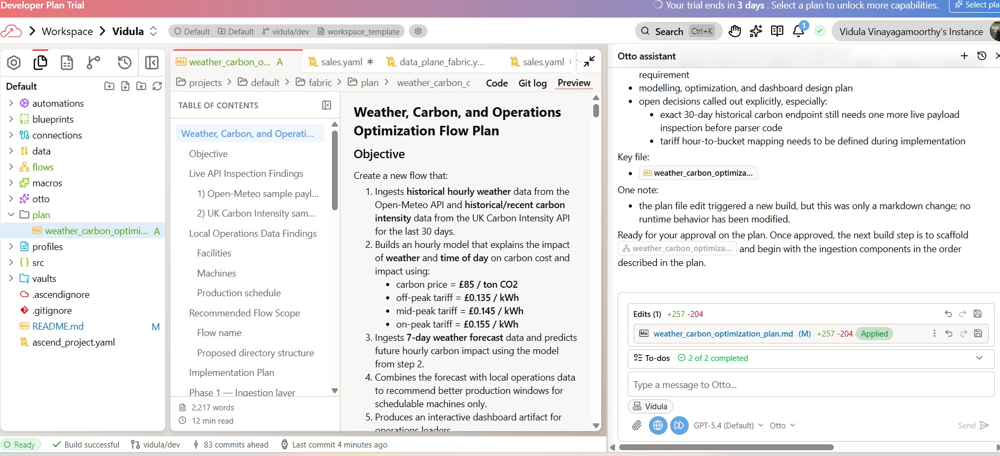 Developer Plan Trial
Your trial ends in 3 days . Select a plan to unlock more capabilities.
Select pla
Workspace
Vidula
Default
Default
vidula/dev
workspace_template
Search
Ctrl+K
1
Vidula Vinayagamoorthy's Instance
Default
automations
blueprints
connections
data
flows
macros
otto
plan
weather_carbon_optimi... A
profiles
src
vaults
.ascendignore
.gitignore
README.md M
ascend_project.yaml
weather_carbon_o... A
sales.yaml *
data_plane_fabric.y...
sales.yaml
projects > default > fabric > plan > weather_carbon_c
Code
Git log
Preview
TABLE OF CONTENTS
Weather, Carbon, and Operati...
Objective
Live API Inspection Findings
1) Open-Meteo sample payl...
2) UK Carbon Intensity sam...
Local Operations Data Findings
Facilities
Machines
Production schedule
Recommended Flow Scope
Flow name
Proposed directory structure
Implementation Plan
Phase 1 — Ingestion layer
2,217 words
12 min read
Weather, Carbon, and Operations
Optimization Flow Plan
Objective
Create a new flow that:
1. Ingests historical hourly weather data from the
Open-Meteo API and historical/recent carbon
intensity data from the UK Carbon Intensity API
for the last 30 days.
2. Builds an hourly model that explains the impact
of weather and time of day on carbon cost and
impact using:
• carbon price = £85 / ton CO2
• off-peak tariff = £0.135 / kWh
• mid-peak tariff = £0.145 / kWh
• on-peak tariff = £0.155 / kWh
3. Ingests 7-day weather forecast data and predicts
future hourly carbon impact using the model
from step 2.
4. Combines the forecast with local operations data
to recommend better production windows for
schedulable machines only.
5. Produces an interactive dashboard artifact for
operations leaders
Otto assistant
requirement
• modelling, optimization, and dashboard design plan
• open decisions called out explicitly, especially:
• exact 30-day historical carbon endpoint still needs one more live payload
inspection before parser code
• tariff hour-to-bucket mapping needs to be defined during implementation
Key file:
• weather_carbon_optimiza...
One note:
• the plan file edit triggered a new build, but this was only a markdown change; no
runtime behavior has been modified.
Ready for your approval on the plan. Once approved, the next build step is to scaffold
weather_carbon_optimiza... and begin with the ingestion components in the order
described in the plan.
Edits (1) +257 -204
weather_carbon_optimization_plan.md (M) +257 -204 Applied
To-dos 2 of 2 completed
Type a message to Otto...
Vidula
GPT-5.4 (Default)
Otto
Send
Ready
Build successful
vidula/dev
83 commits ahead
Last commit 4 minutes ago